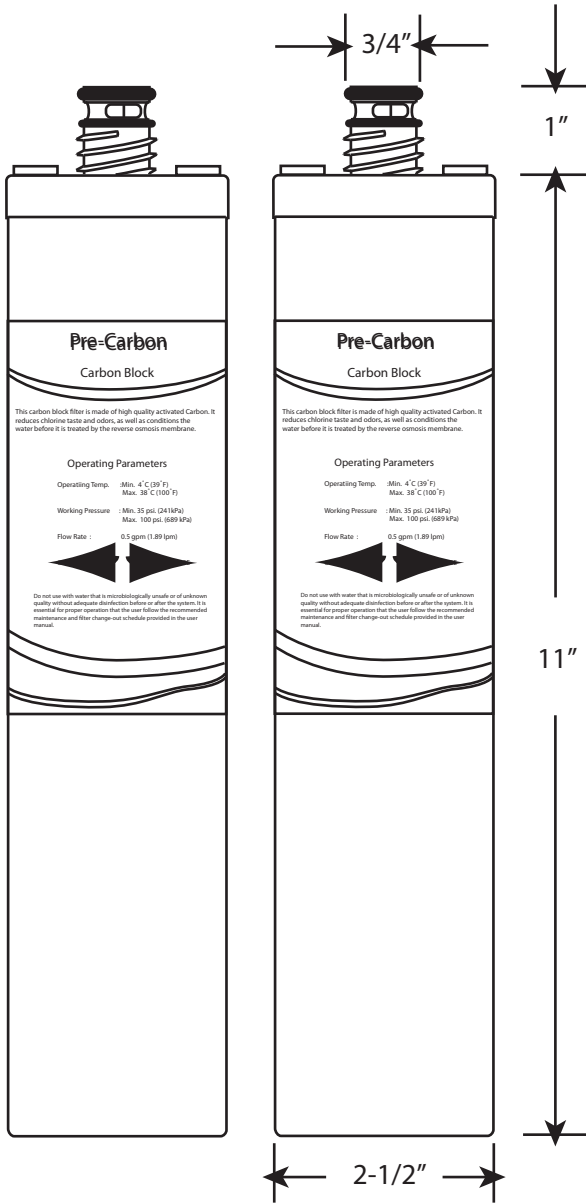 3/4”
1”
Pre-Carbon
Carbon Block
This carbon block filter is made of high quality activated Carbon. It
reduces chlorine taste and odors, as well as conditions the
water before it is treated by the reverse osmosis membrane.
Operating Parameters
Operatiing Temp. :Min. 4˚C (39˚F)
Max. 38˚C (100˚F)
Working Pressure : Min. 35 psi. (241kPa)
Max. 100 psi. (689 kPa)
Flow Rate : 0.5 gpm (1.89 lpm)
Do not use with water that is microbiologically unsafe or of unknown
quality without adequate disinfection before or after the system. It is
essential for proper operation that the user follow the recommended
maintenance and filter change-out schedule provided in the user
manual.
Pre-Carbon
Carbon Block
This carbon block filter is made of high quality activated Carbon. It
reduces chlorine taste and odors, as well as conditions the
water before it is treated by the reverse osmosis membrane.
Operating Parameters
Operatiing Temp. :Min. 4˚C (39˚F)
Max. 38˚C (100˚F)
Working Pressure : Min. 35 psi. (241kPa)
Max. 100 psi. (689 kPa)
Flow Rate : 0.5 gpm (1.89 lpm)
Do not use with water that is microbiologically unsafe or of unknown
quality without adequate disinfection before or after the system. It is
essential for proper operation that the user follow the recommended
maintenance and filter change-out schedule provided in the user
manual.
11”
2-1/2”